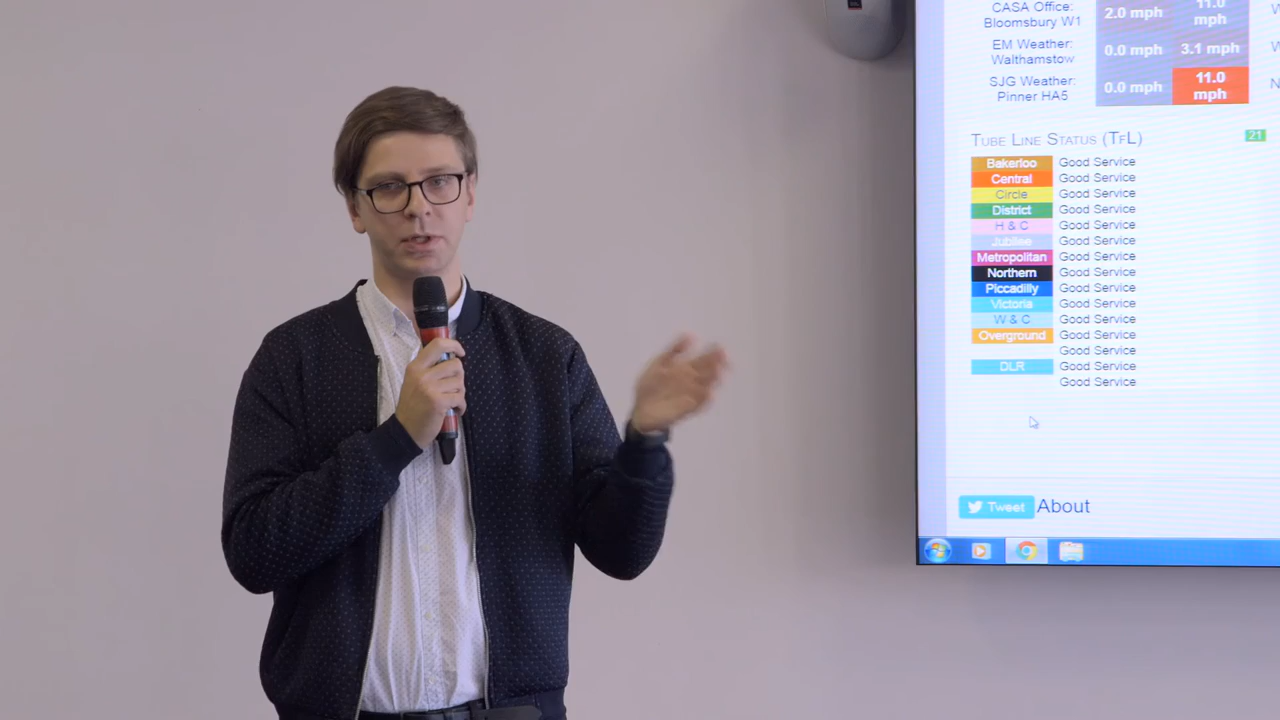 CASA Office:
Bloomsbury W1
2.0 mph
11.0
mph
EM Weather:
Walthamstow
0.0 mph
3.1 mph
SJG Weather:
Pinner HA5
0.0 mph
11.0
mph
Tube Line Status (TfL)
21
Bakerloo Good Service
Central Good Service
Circle Good Service
District Good Service
H & C Good Service
Jubilee Good Service
Metropolitan Good Service
Northern Good Service
Piccadilly Good Service
Victoria Good Service
W & C Good Service
Overground Good Service
Good Service
DLR Good Service
Good Service
Tweet About